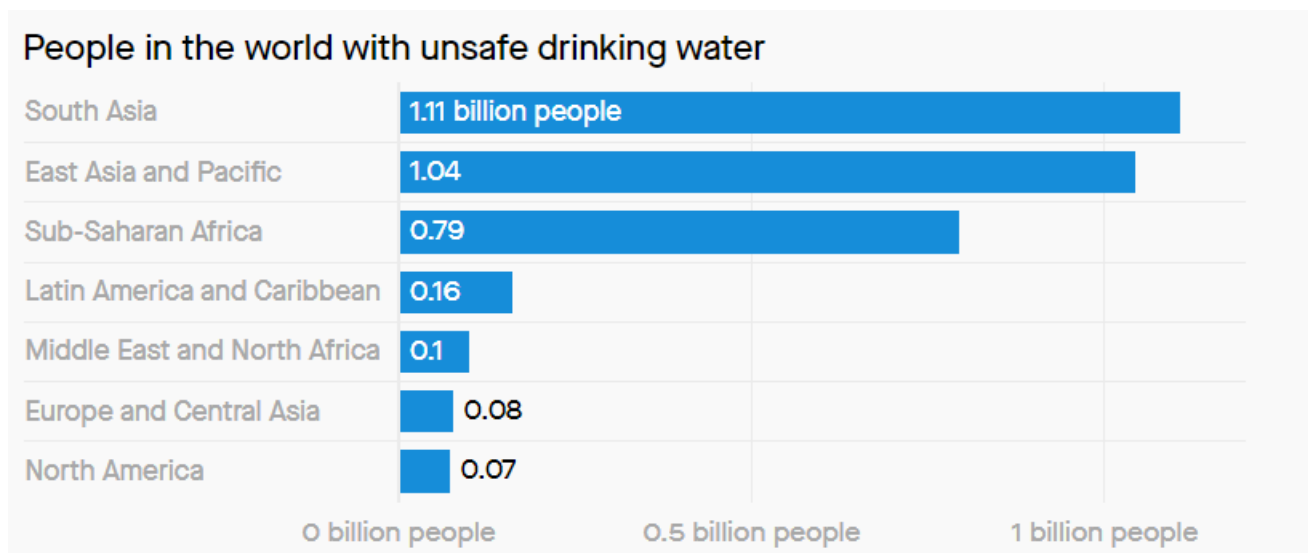 People in the world with unsafe drinking water
South Asia 1.11 billion people
East Asia and Pacific 1.04
Sub-Saharan Africa 0.79
Latin America and Caribbean 0.16
Middle East and North Africa 0.1
Europe and Central Asia 0.08
North America 0.07
0 billion people 0.5 billion people 1 billion people